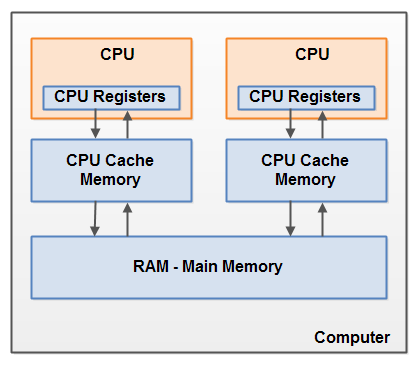 CPU
CPU
CPU Registers
CPU Registers
CPU Cache
Memory
CPU Cache
Memory
RAM - Main Memory
Computer